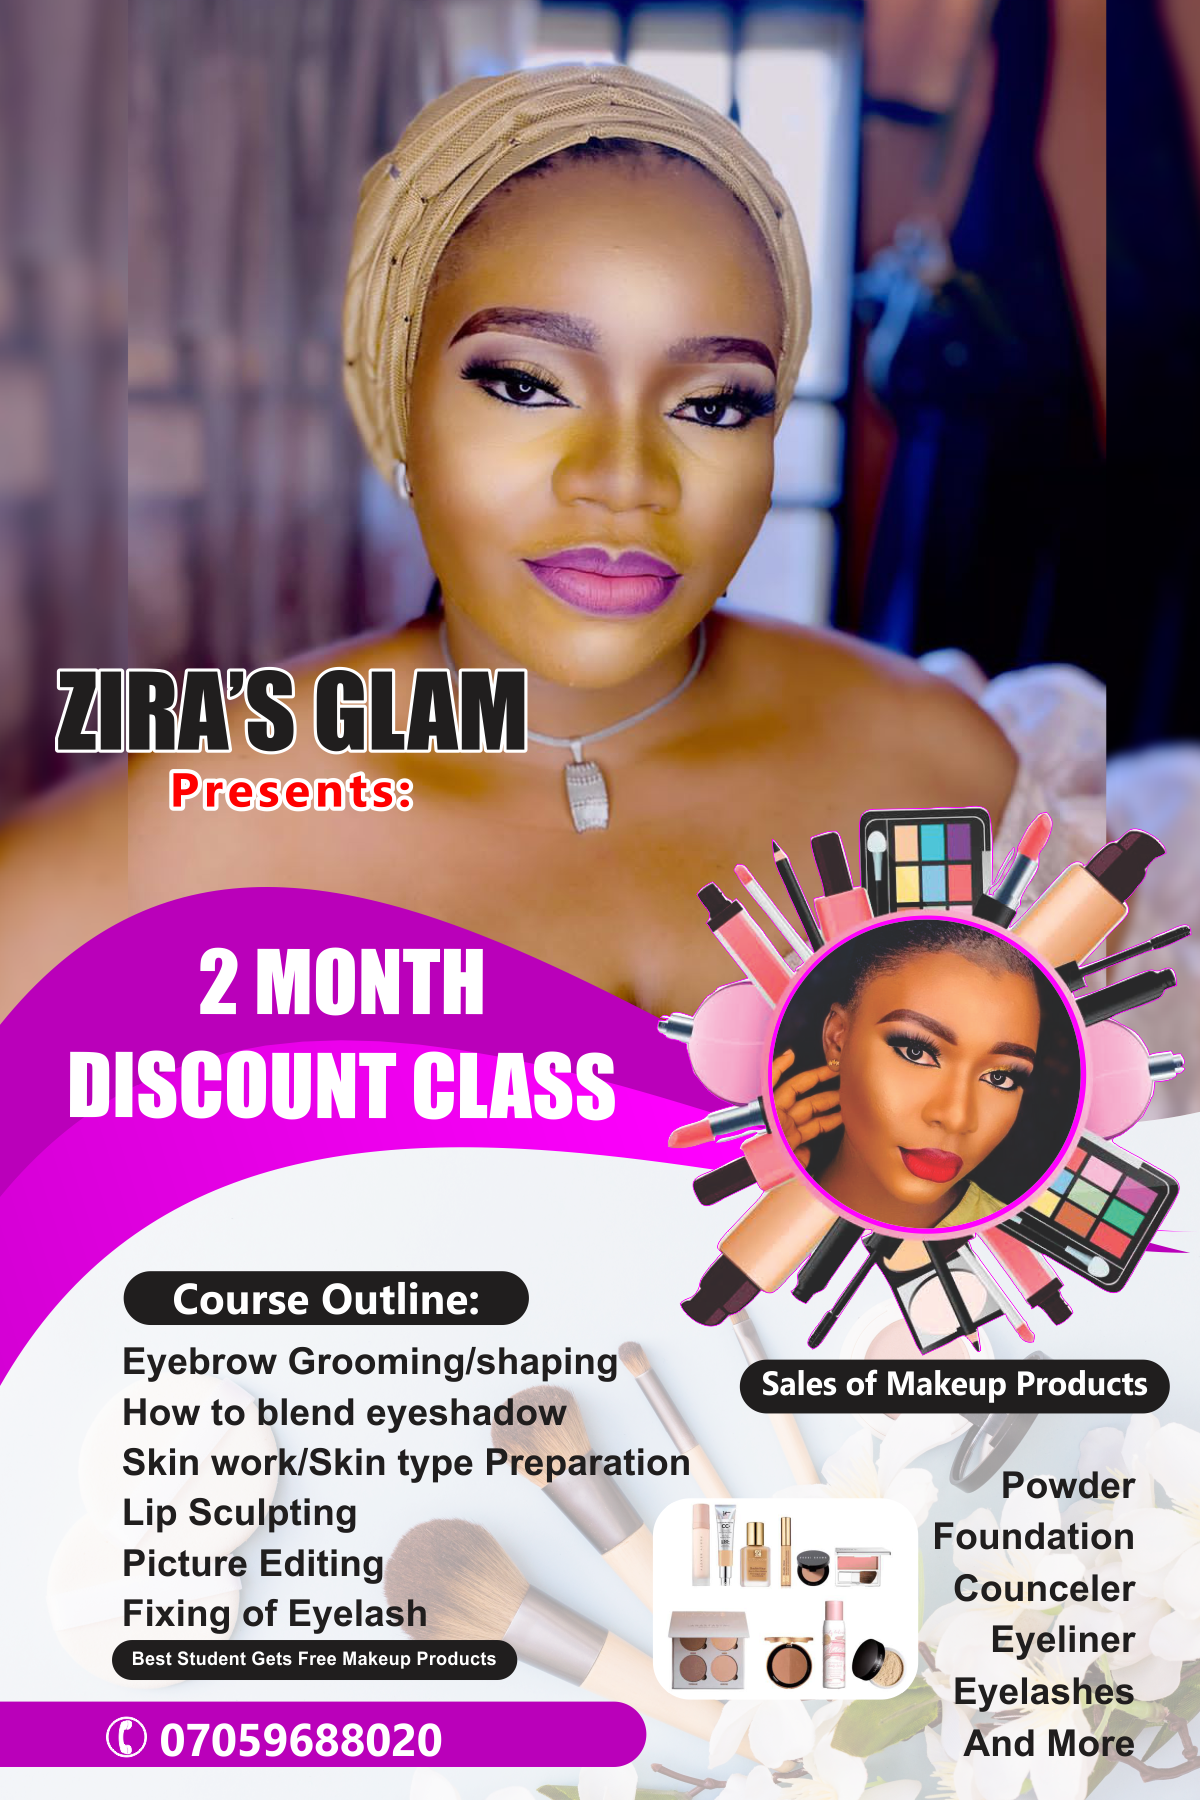 ZIRA'S GLAM
Presents:
2 MONTH
DISCOUNT CLASS
Course Outline:
Eyebrow Grooming/shaping
How to blend eyeshadow
Skin work/Skin type Preparation
Lip Sculpting
Picture Editing
Fixing of Eyelash
Best Student Gets Free Makeup Products
07059688020
Sales of Makeup Products
Powder
Foundation
Counceler
Eyeliner
Eyelashes
And More